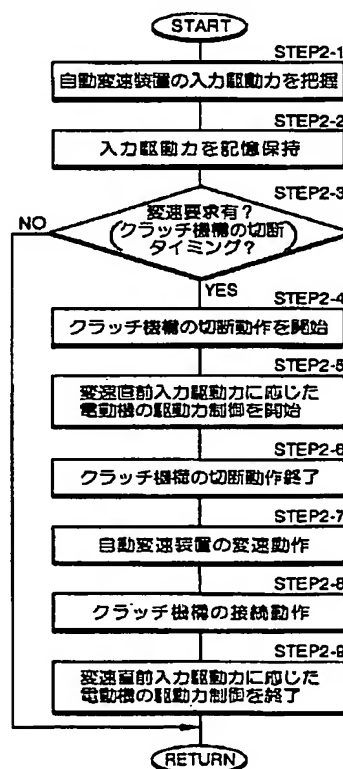 START
STEP2-1
自動変速装置の入力駆動力を把握
STEP2-2
入力駆動力を記憶保持
STEP2-3
変速要求有?
(クラッチ機構の切断
タイミング?)
NO
YES
STEP2-4
クラッチ機構の切断動作を開始
STEP2-5
変速直前入力駆動力に応じた
電動機の駆動力制御を開始
STEP2-6
クラッチ機構の切断動作終了
STEP2-7
自動変速装置の変速動作
STEP2-8
クラッチ機構の接続動作
STEP2-9
変速直前入力駆動力に応じた
電動機の駆動力制御を終了
RETURN